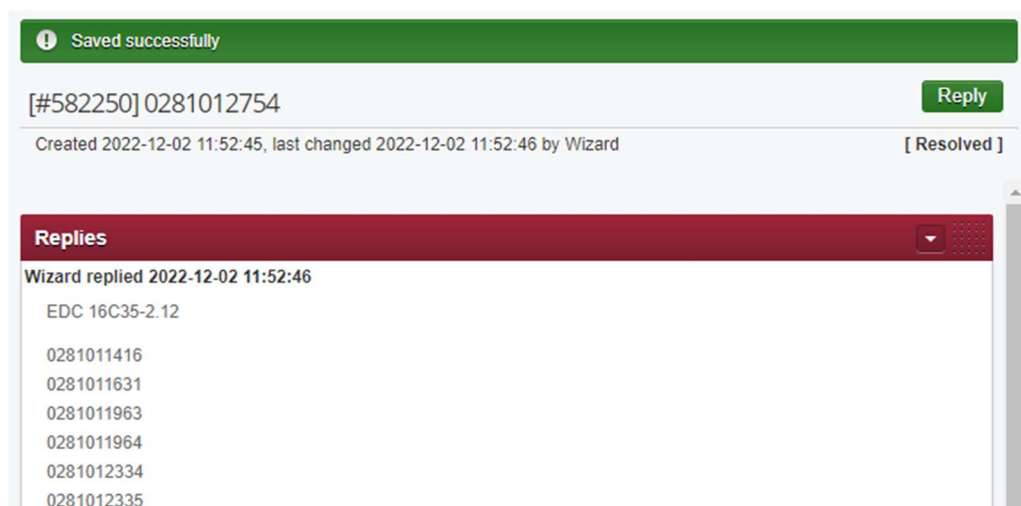 Saved successfully
[#582250] 0281012754
Reply
Created 2022-12-02 11:52:45, last changed 2022-12-02 11:52:46 by Wizard
[ Resolved ]
Replies
Wizard replied 2022-12-02 11:52:46
EDC 16C35-2.12
0281011416
0281011631
0281011963
0281011964
0281012334
0281012335